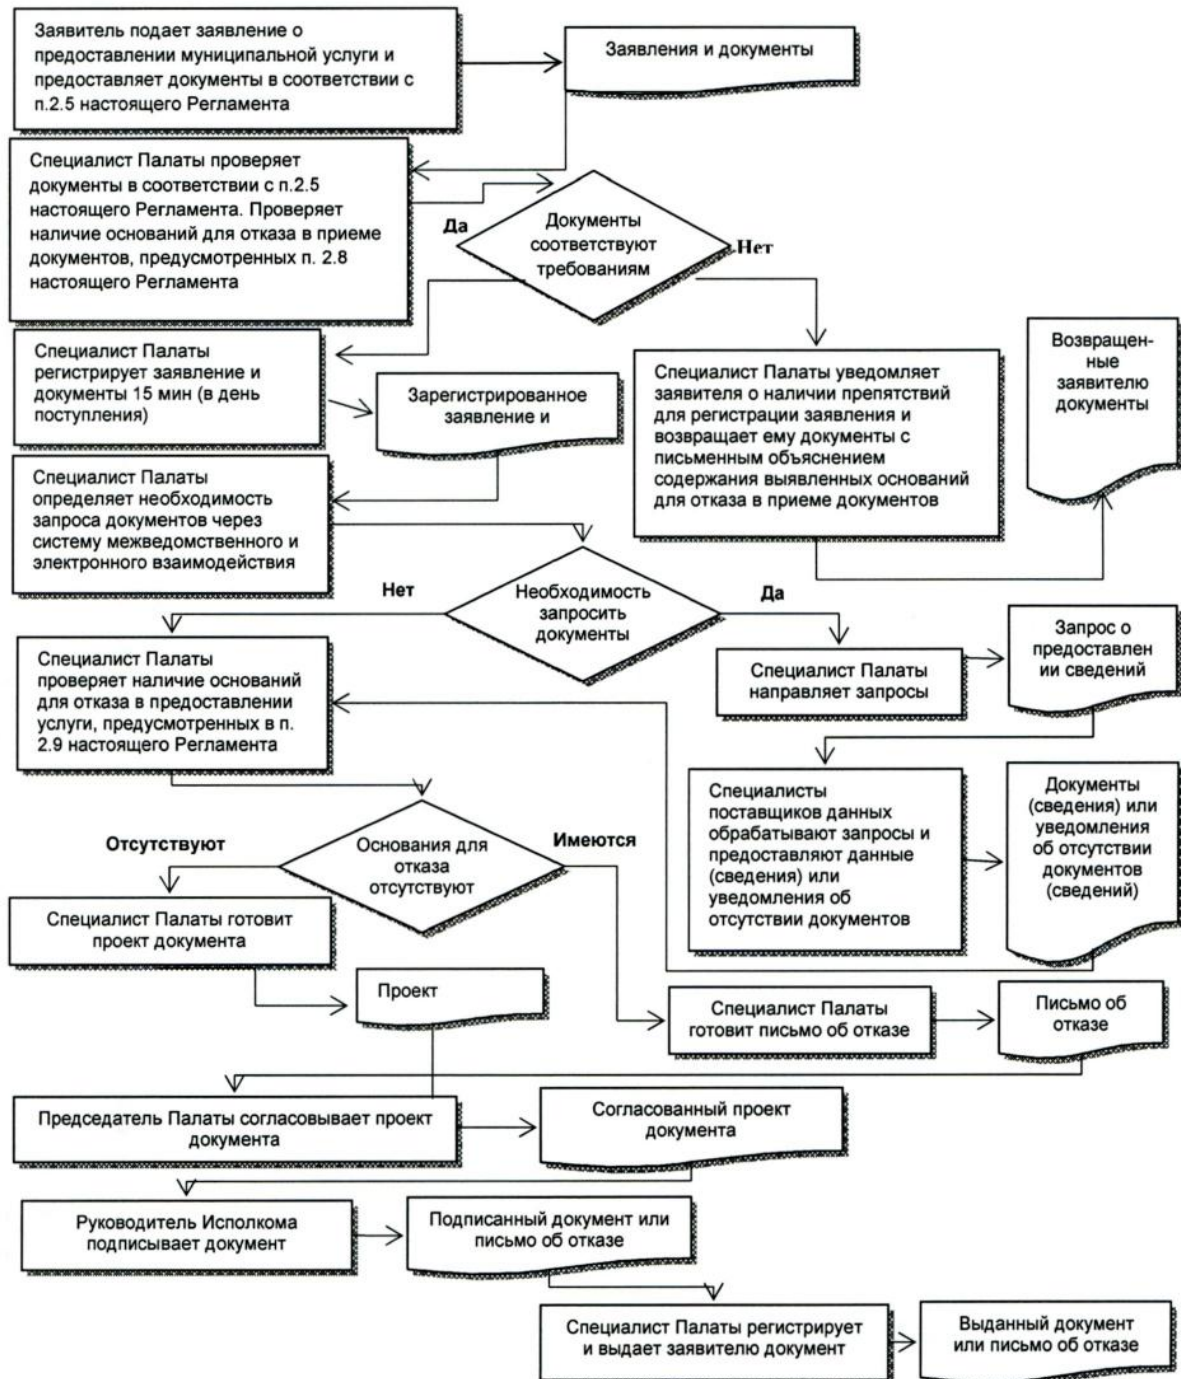 Заявитель подает заявление о
предоставлении муниципальной услуги и
предоставляет документы в соответствии с
п.2.5 настоящего Регламента
Заявления и документы
Специалист Палаты проверяет
документы в соответствии с п.2.5
настоящего Регламента. Проверяет
наличие оснований для отказа в приеме
документов, предусмотренных п. 2.8
настоящего Регламента
Да
Документы
соответствуют
требованиям
Нет
Специалист Палаты
регистрирует заявление и
документы 15 мин (в день
поступления)
Зарегистрированное
заявление и
Специалист Палаты уведомляет
заявителя о наличии препятствий
для регистрации заявления и
возвращает ему документы с
письменным объяснением
содержания выявленных оснований
для отказа в приеме документов
Возвращен-
ные
заявителю
документы
Специалист Палаты
определяет необходимость
запроса документов через
систему межведомственного и
электронного взаимодействия
Нет
Необходимость
запросить
документы
Да
Специалист Палаты
проверяет наличие оснований
для отказа в предоставлении
услуги, предусмотренных в п.
2.9 настоящего Регламента
Специалист Палаты
направляет запросы
Запрос о
предоставлен
ии сведений
Специалисты
поставщиков данных
обрабатывают запросы и
предоставляют данные
(сведения) или
уведомления об
отсутствии документов
Документы
(сведения) или
уведомления
об отсутствии
документов
(сведений)
Отсутствуют
Основания для
отказа
отсутствуют
Имеются
Специалист Палаты готовит
проект документа
Проект
Специалист Палаты
готовит письмо об отказе
Письмо об
отказе
Председатель Палаты согласовывает проект
документа
Согласованный проект
документа
Руководитель Исполкома
подписывает документ
Подписанный документ или
письмо об отказе
Специалист Палаты регистрирует
и выдает заявителю документ
Выданный документ
или письмо об отказе